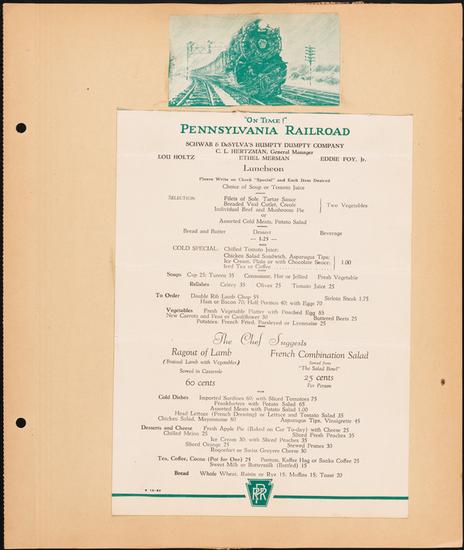 "ON TIME!"
PENNSYLVANIA RAILROAD
SCHWAB & DeSYLVA'S HUMPTY DUMPTY COMPANY
C. L. HERTZMAN, General Manager
LOU HOLTZ ETHEL MERMAN EDDIE FOY, Jr.
Luncheon
Please Write on Check "Special" and Each Item Desired
Choice of Soup or Tomato Juice
SELECTION: Filets of Sole, Tartar Sauce
Breaded Veal Cutlet, Creole
Individual Beef and Mushroom Pie
Two Vegetables
or
Assorted Cold Meats, Potato Salad
Bread and Butter Dessert Beverage
1.25
COLD SPECIAL: Chilled Tomato Juice;
Chicken Salad Sandwich, Asparagus Tips;
Ice Cream, Plain or with Chocolate Sauce; 1.00
Iced Tea or Coffee
Soups Cup 25; Tureen 35 Consomme, Hot or Jellied Fresh Vegetable
Relishes Celery 35 Olives 25 Tomato Juice 25
To Order Double Rib Lamb Chop 55 Sirloin Steak 1.75
Ham or Bacon 70; Half Portion 40; with Eggs 70
Vegetables Fresh Vegetable Platter with Poached Egg 85
New Carrots and Peas or Cauliflower 30 Buttered Beets 25
Potatoes: French Fried, Parsleyed or Lyonnaise 25
The Chef Suggests
Ragout of Lamb French Combination Salad
(Braised Lamb with Vegetables) Served from
Served in Casserole "The Salad Bowl"
60 cents 25 cents
Per Person
Cold Dishes Imported Sardines 60; with Sliced Tomatoes 75
Frankfurters with Potato Salad 65
Assorted Meats with Potato Salad 1.00
Head Lettuce (French Dressing) or Lettuce and Tomato Salad 35
Chicken Salad, Mayonnaise 80 Asparagus Tips, Vinaigrette 45
Desserts and Cheese Fresh Apple Pie (Baked on Car To-day) with Cheese 25
Chilled Melon 25 Sliced Fresh Peaches 35
Ice Cream 30; with Sliced Peaches 35
Sliced Orange 25 Stewed Prunes 30
Roquefort or Swiss Gruyere Cheese 30
Tea, Coffee, Cocoa (Pot for One) 25 Postum, Kaffee Hag or Sanka Coffee 25
Sweet Milk or Buttermilk (Bottled) 15
Bread Whole Wheat, Raisin or Rye 15; Muffins 15; Toast 20
PRR